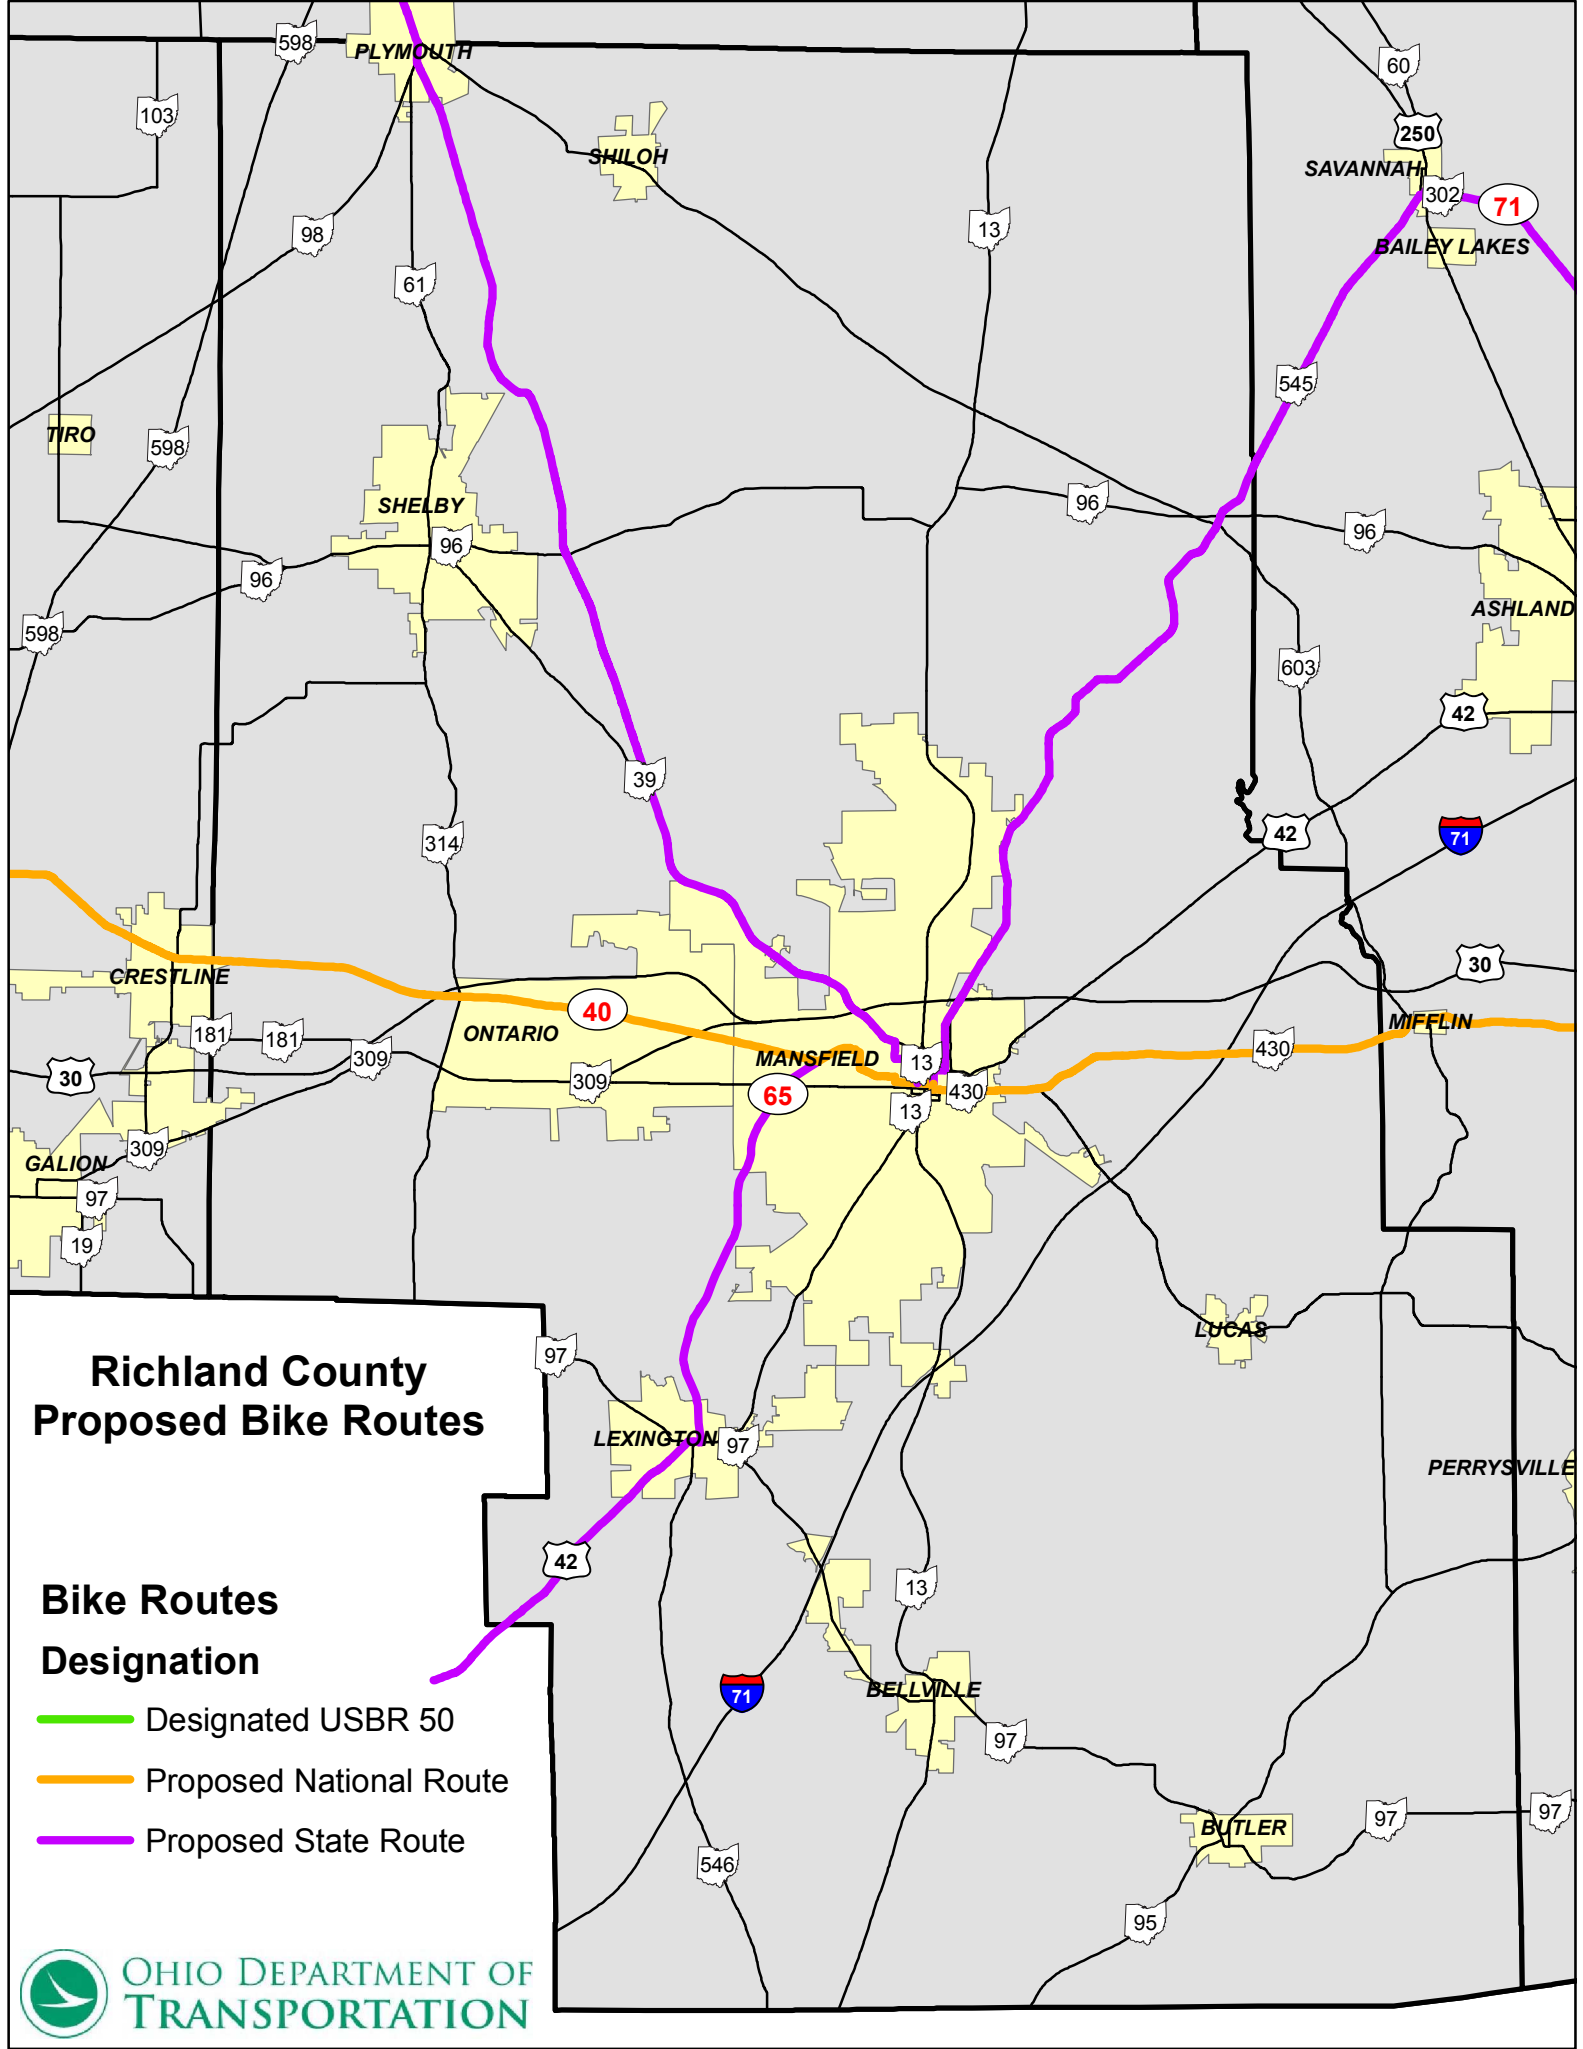 598
PLYMOUTH
60
103
250
SHILOH
SAVANNAH
302
71
98
13
BAILEY LAKES
61
545
TIRO
598
SHELBY
96
96
96
96
598
ASHLAND
603
42
39
314
42
71
CRESTLINE
30
40
181
181
ONTARIO
MIFFLIN
309
MANSFIELD
13
430
30
309
65
430
13
309
GALION
97
19
LUCAS
97
Richland County
Proposed Bike Routes
LEXINGTON
97
PERRYSVILLE
42
13
Bike Routes
Designation
71
BELLVILLE
Designated USBR 50
97
Proposed National Route
97
97
BUTLER
Proposed State Route
546
95
OHIO DEPARTMENT OF
TRANSPORTATION